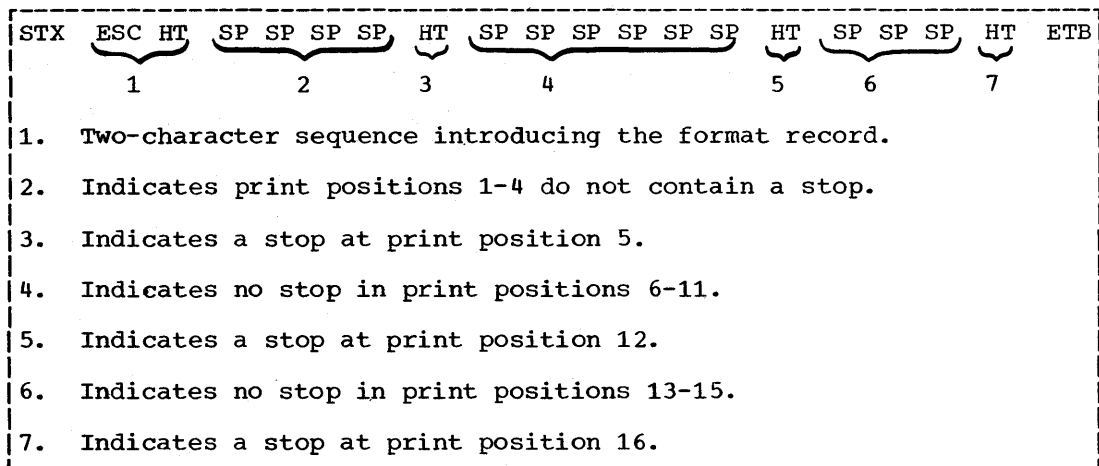 STX ESC HT SP SP SP SP HT SP SP SP SP SP SP HT SP SP SP HT ETB
1 2 3 4 5 6 7
1. Two-character sequence introducing the format record.
2. Indicates print positions 1-4 do not contain a stop.
3. Indicates a stop at print position 5.
4. Indicates no stop in print positions 6-11.
5. Indicates a stop at print position 12.
6. Indicates no stop in print positions 13-15.
7. Indicates a stop at print position 16.